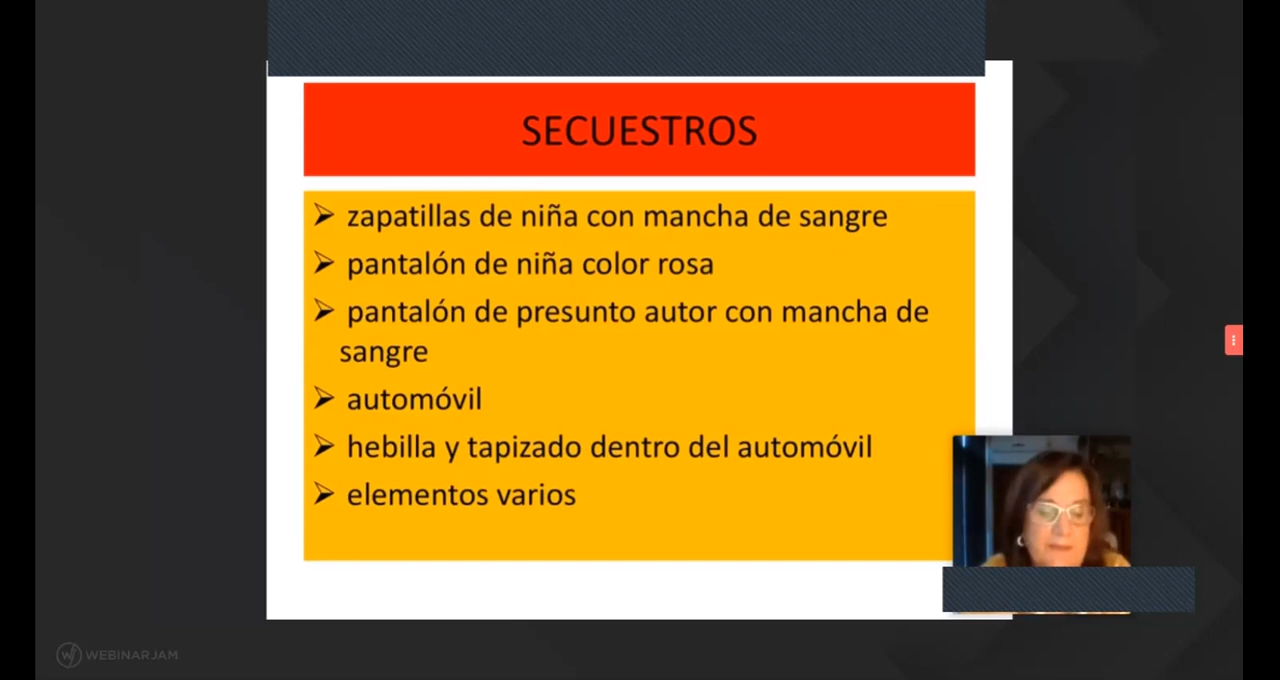 SECUESTROS
➢ zapatillas de niña con mancha de sangre
➢ pantalón de niña color rosa
➢ pantalón de presunto autor con mancha de
sangre
➢ automóvil
➢ hebilla y tapizado dentro del automóvil
➢ elementos varios
WEBINARJAM